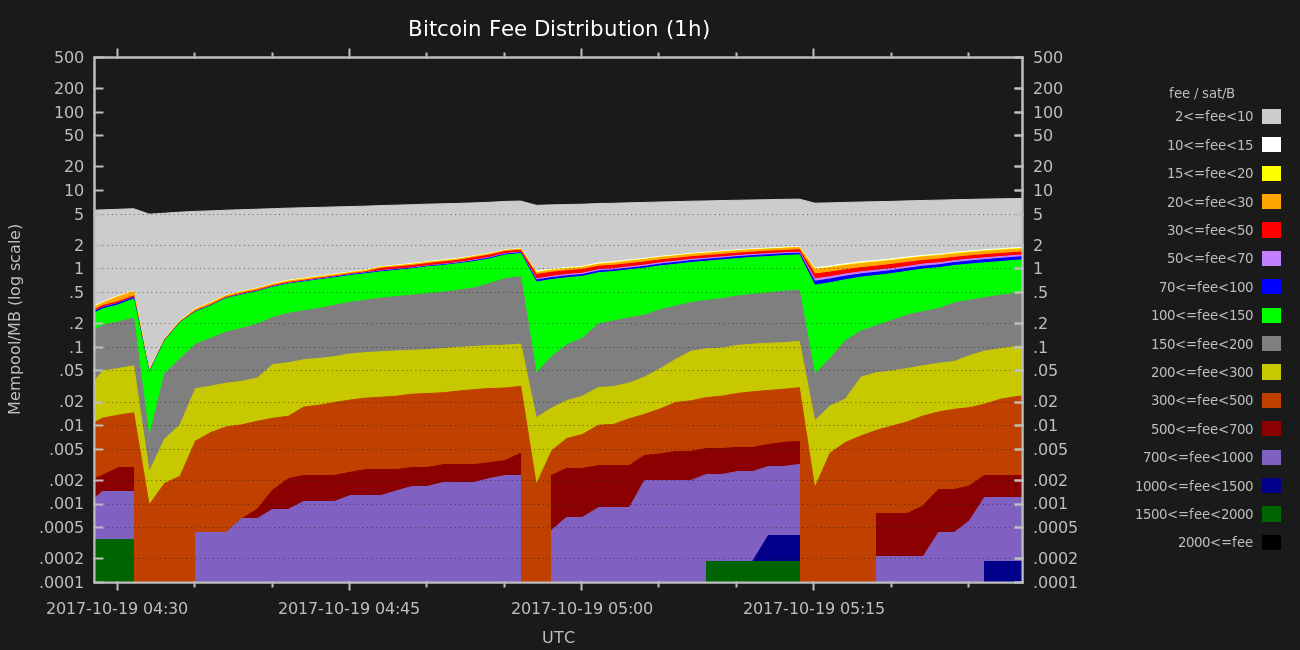 Bitcoin Fee Distribution (1h)
500 500
200 200
100 100
50 50
20 20
10 10
5 5
2 2
1 1
.5 .5
.2 .2
.1 .1
.05 .05
.02 .02
.01 .01
.005 .005
.002 .002
.001 .001
.0005 .0005
.0002 .0002
.0001 .0001
Mempool/MB (log scale)
2017-10-19 04:30 2017-10-19 04:45 2017-10-19 05:00 2017-10-19 05:15
UTC
fee / sat/B
2<=fee<10
10<=fee<15
15<=fee<20
20<=fee<30
30<=fee<50
50<=fee<70
70<=fee<100
100<=fee<150
150<=fee<200
200<=fee<300
300<=fee<500
500<=fee<700
700<=fee<1000
1000<=fee<1500
1500<=fee<2000
2000<=fee